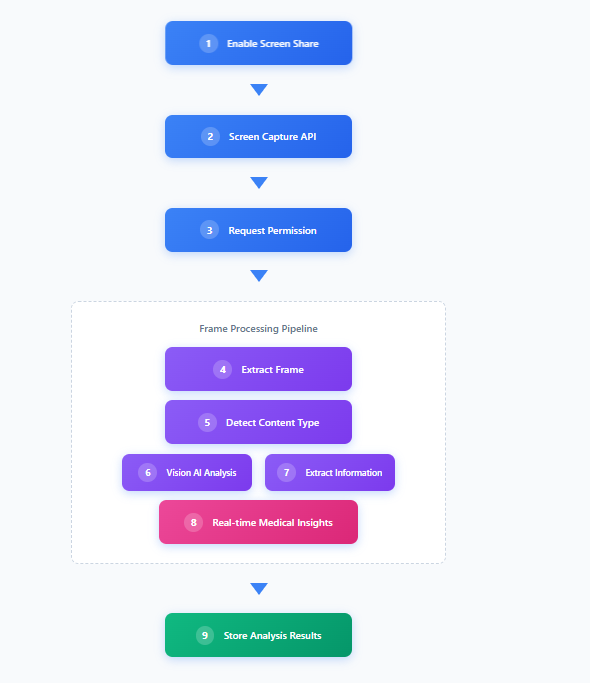 1 Enable Screen Share
2 Screen Capture API
3 Request Permission
Frame Processing Pipeline
4 Extract Frame
5 Detect Content Type
6 Vision AI Analysis
7 Extract Information
8 Real-time Medical Insights
9 Store Analysis Results